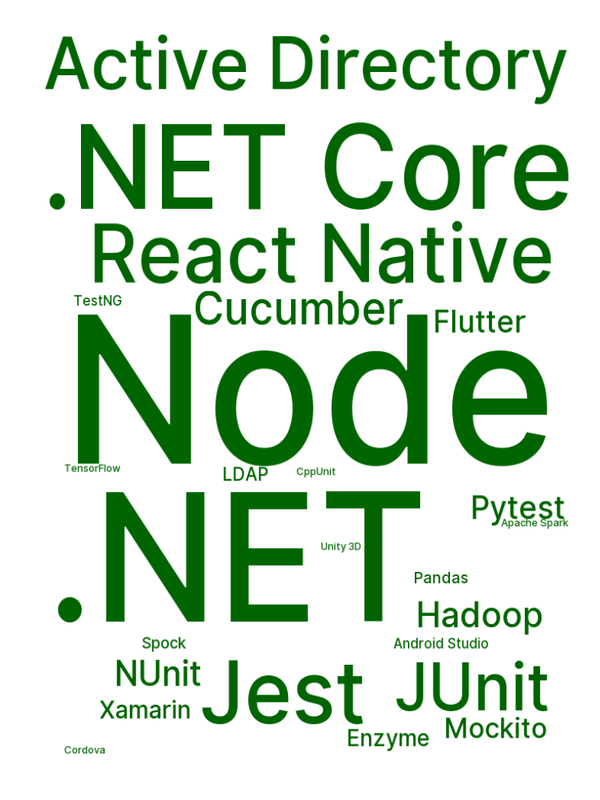 Active Directory
.NET Core
React Native
TestNG
Cucumber
Flutter
Node
TensorFlow
LDAP
CppUnit
.NET
Pytest
Apache Spark
Unity 3D
Pandas
Hadoop
Spock
Android Studio
NUnit
Jest
JUnit
Xamarin
Mockito
Enzyme
Cordova